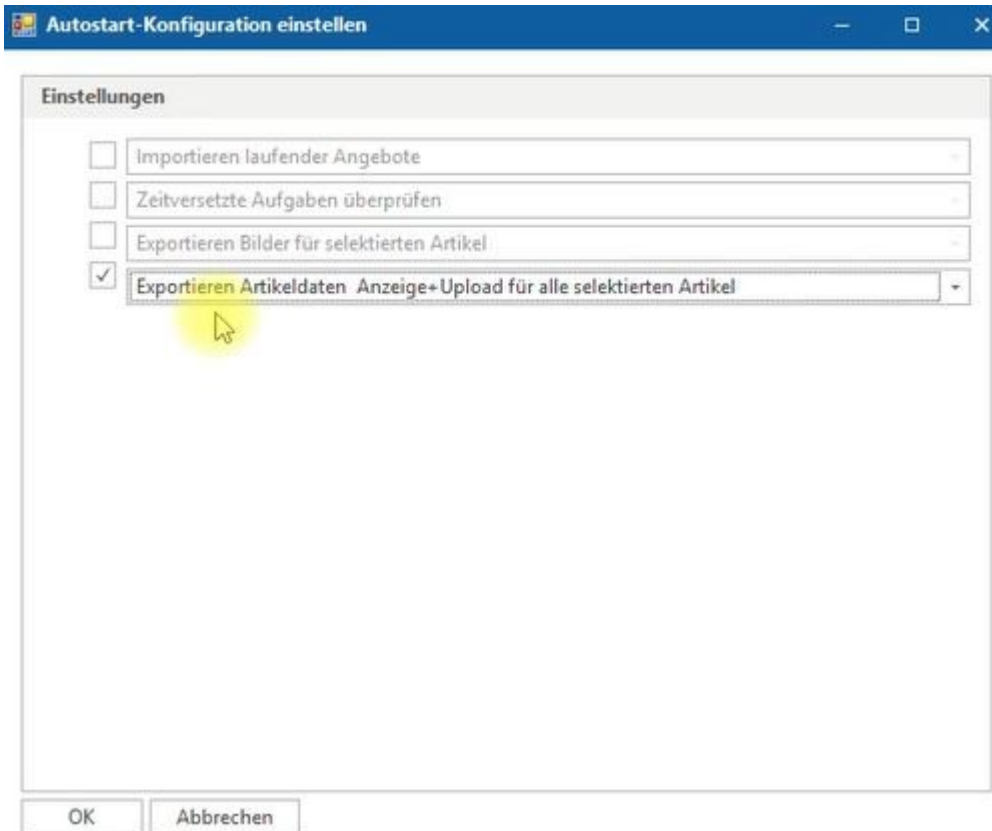 Autostart-Konfiguration einstellen
Einstellungen
Importieren laufender Angebote
Zeitversetzte Aufgaben überprüfen
Exportieren Bilder für selektierten Artikel
Exportieren Artikeldaten  Anzeige+Upload für alle selektierten Artikel
OK Abbrechen